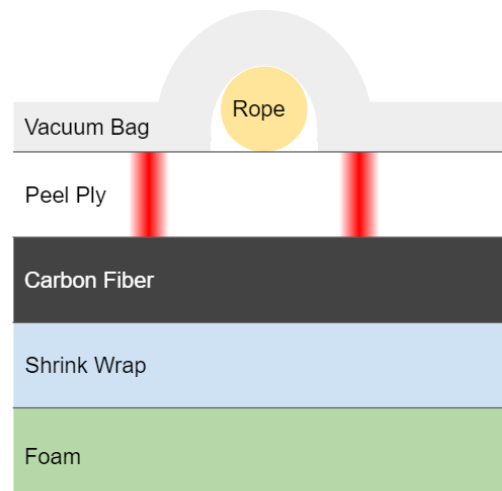 Rope
Vacuum Bag
Peel Ply
Carbon Fiber
Shrink Wrap
Foam